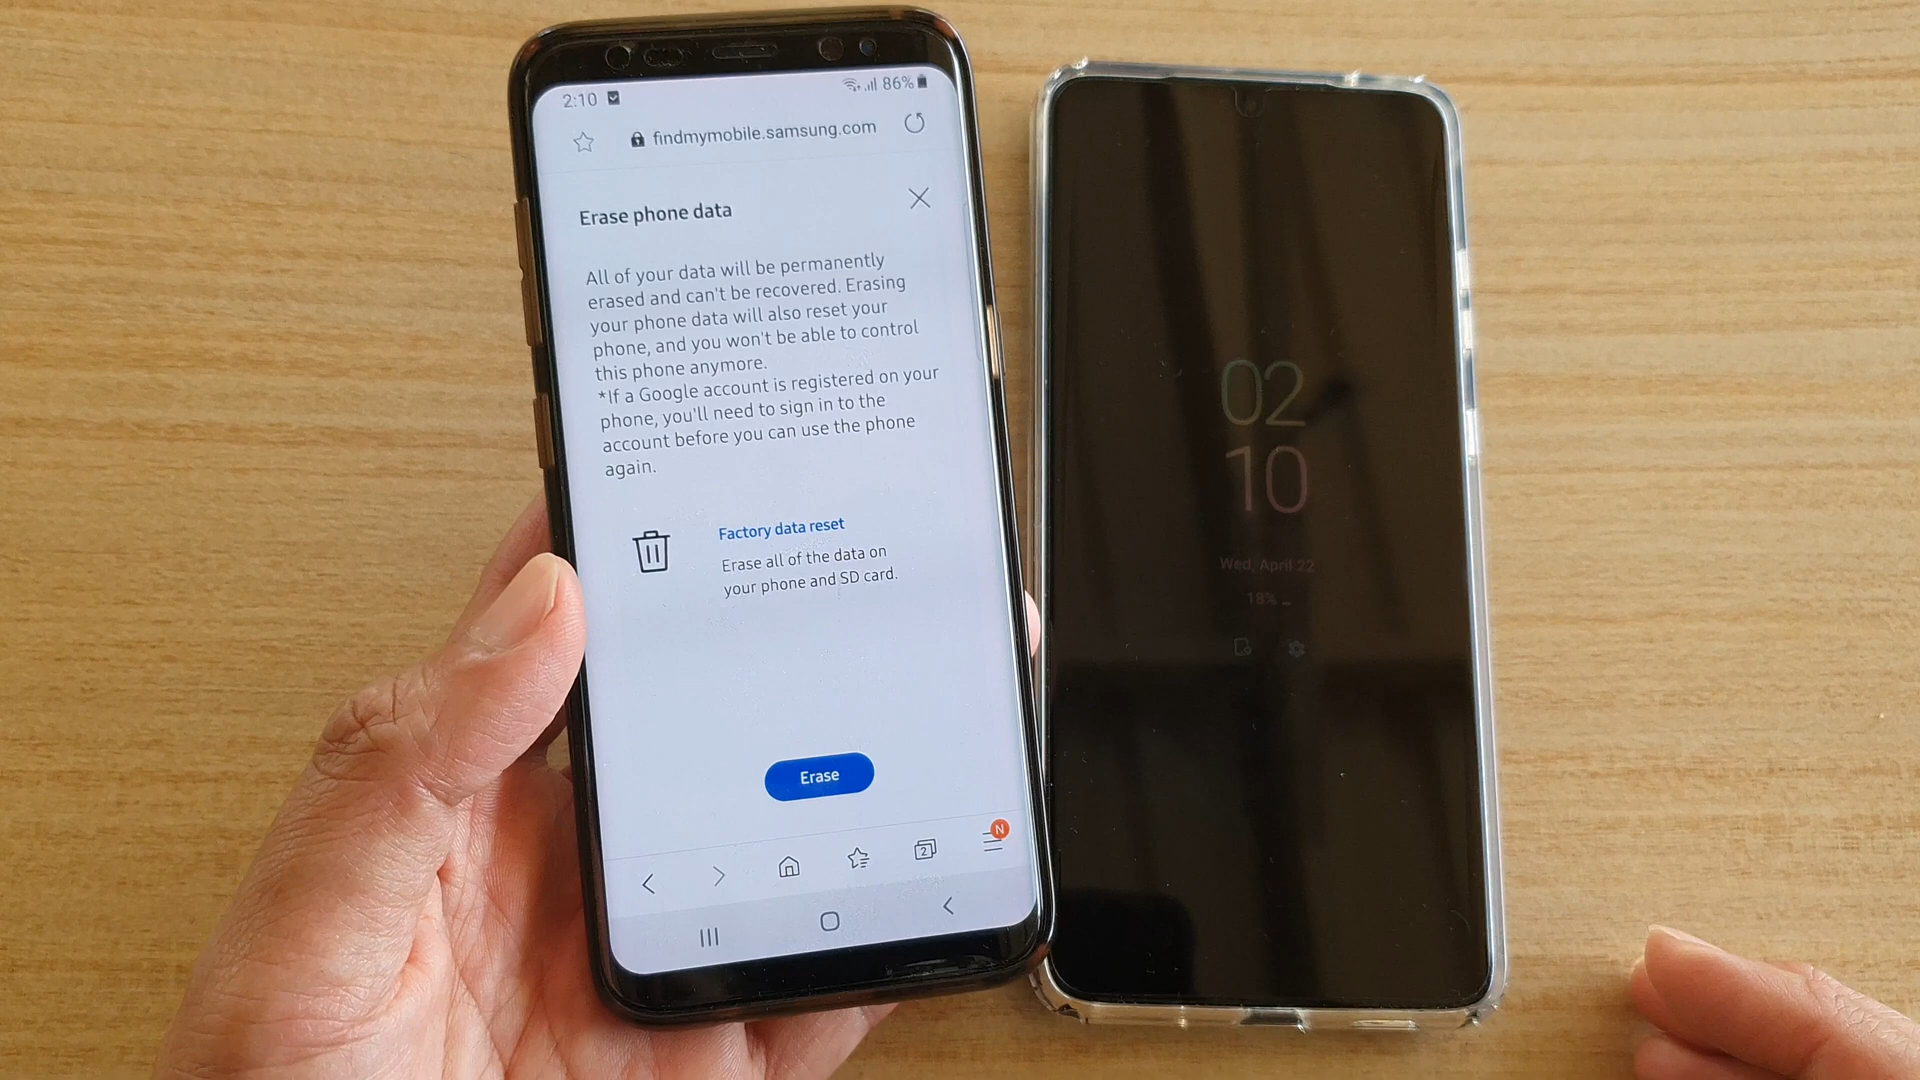 2:10
86%
findmymobile.samsung.com
Erase phone data
All of your data will be permanently
erased and can't be recovered. Erasing
your phone data will also reset your
phone, and you won't be able to control
this phone anymore.
*If a Google account is registered on your
phone, you'll need to sign in to the
account before you can use the phone
again.
Factory data reset
Erase all of the data on
your phone and SD card.
Erase
2
N
02
10
Wed, April 22
18%